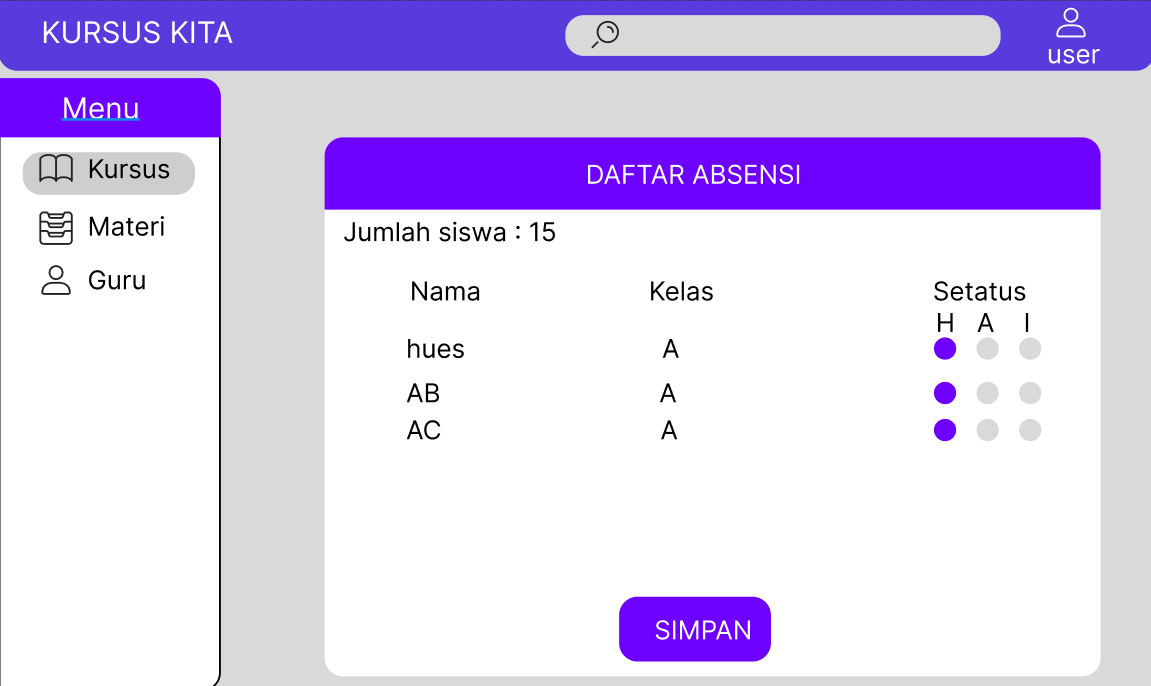 KURSUS KITA
user
Menu
Kursus
Materi
Guru
DAFTAR ABSENSI
Jumlah siswa : 15
Nama Kelas Setatus
H A I
hues A
AB A
AC A
SIMPAN